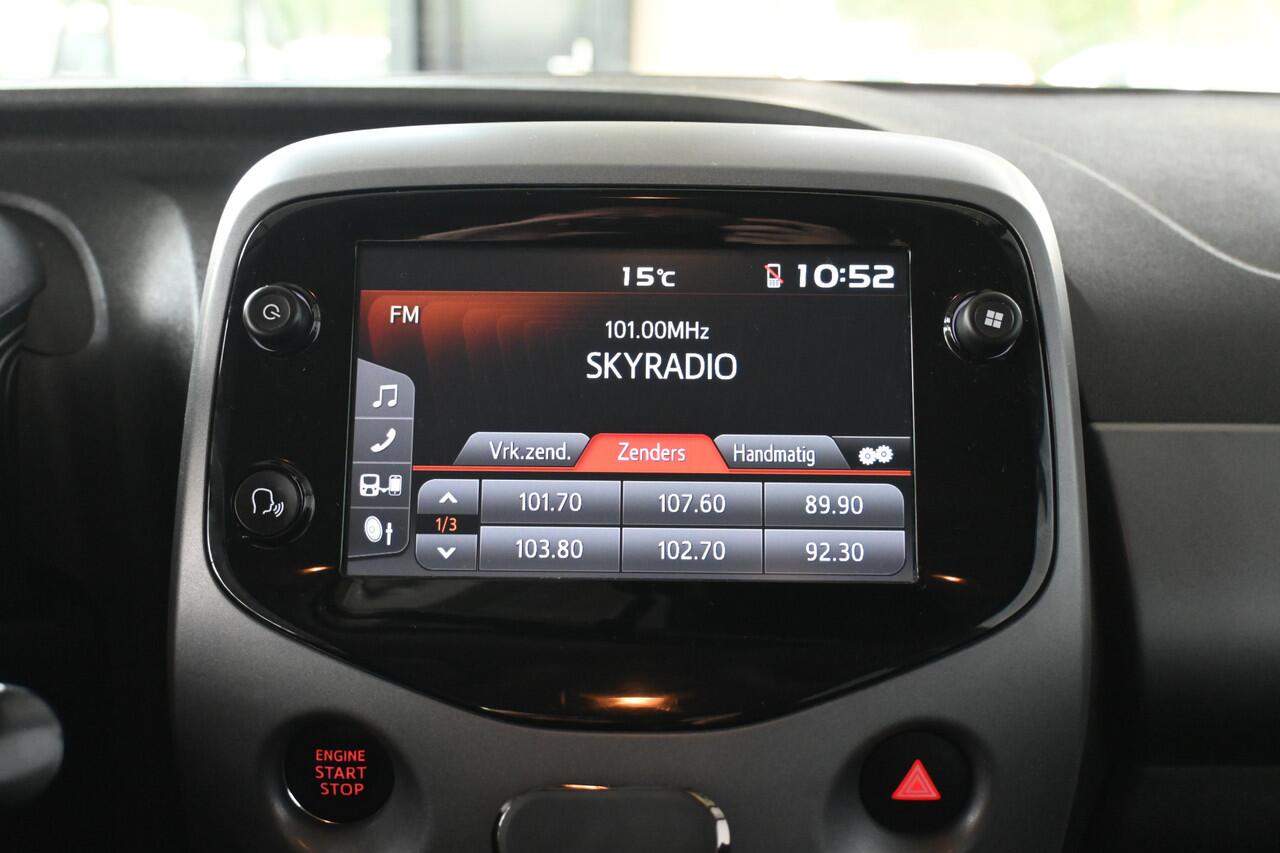 15°C 10:52
FM
101.00MHz
SKYRADIO
Vrk.zend. Zenders Handmatig
101.70 107.60 89.90
1/3
103.80 102.70 92.30
ENGINE
START
STOP